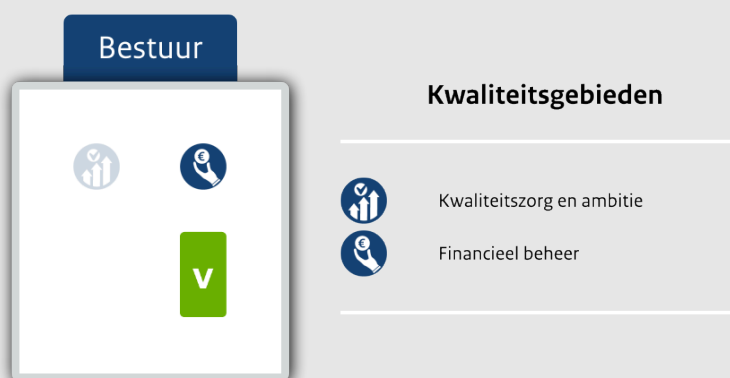 Bestuur
Kwaliteitsgebieden
€
€
Kwaliteitszorg en ambitie
€
Financieel beheer
V